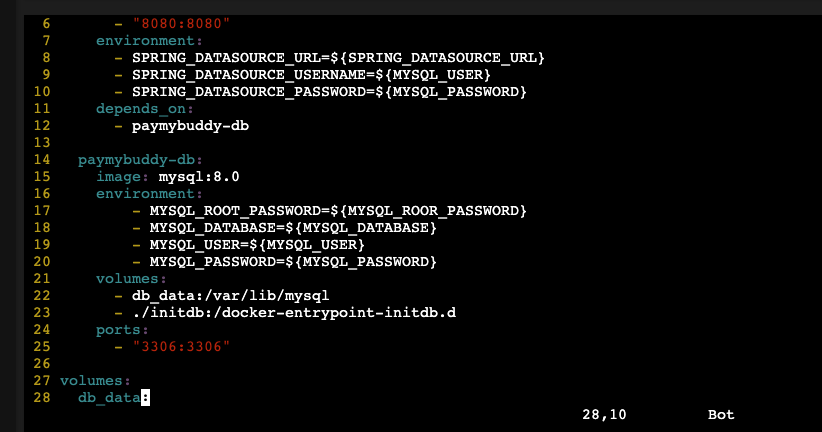 6       - "8080:8080"
7     environment:
8       - SPRING_DATASOURCE_URL=${SPRING_DATASOURCE_URL}
9       - SPRING_DATASOURCE_USERNAME=${MYSQL_USER}
10       - SPRING_DATASOURCE_PASSWORD=${MYSQL_PASSWORD}
11     depends_on:
12       - paymybuddy-db
13
14   paymybuddy-db:
15     image: mysql:8.0
16     environment:
17         - MYSQL_ROOT_PASSWORD=${MYSQL_ROOR_PASSWORD}
18         - MYSQL_DATABASE=${MYSQL_DATABASE}
19         - MYSQL_USER=${MYSQL_USER}
20         - MYSQL_PASSWORD=${MYSQL_PASSWORD}
21     volumes:
22       - db_data:/var/lib/mysql
23       - ./initdb:/docker-entrypoint-initdb.d
24     ports:
25       - "3306:3306"
26
27 volumes:
28   db_data:
28,10 Bot